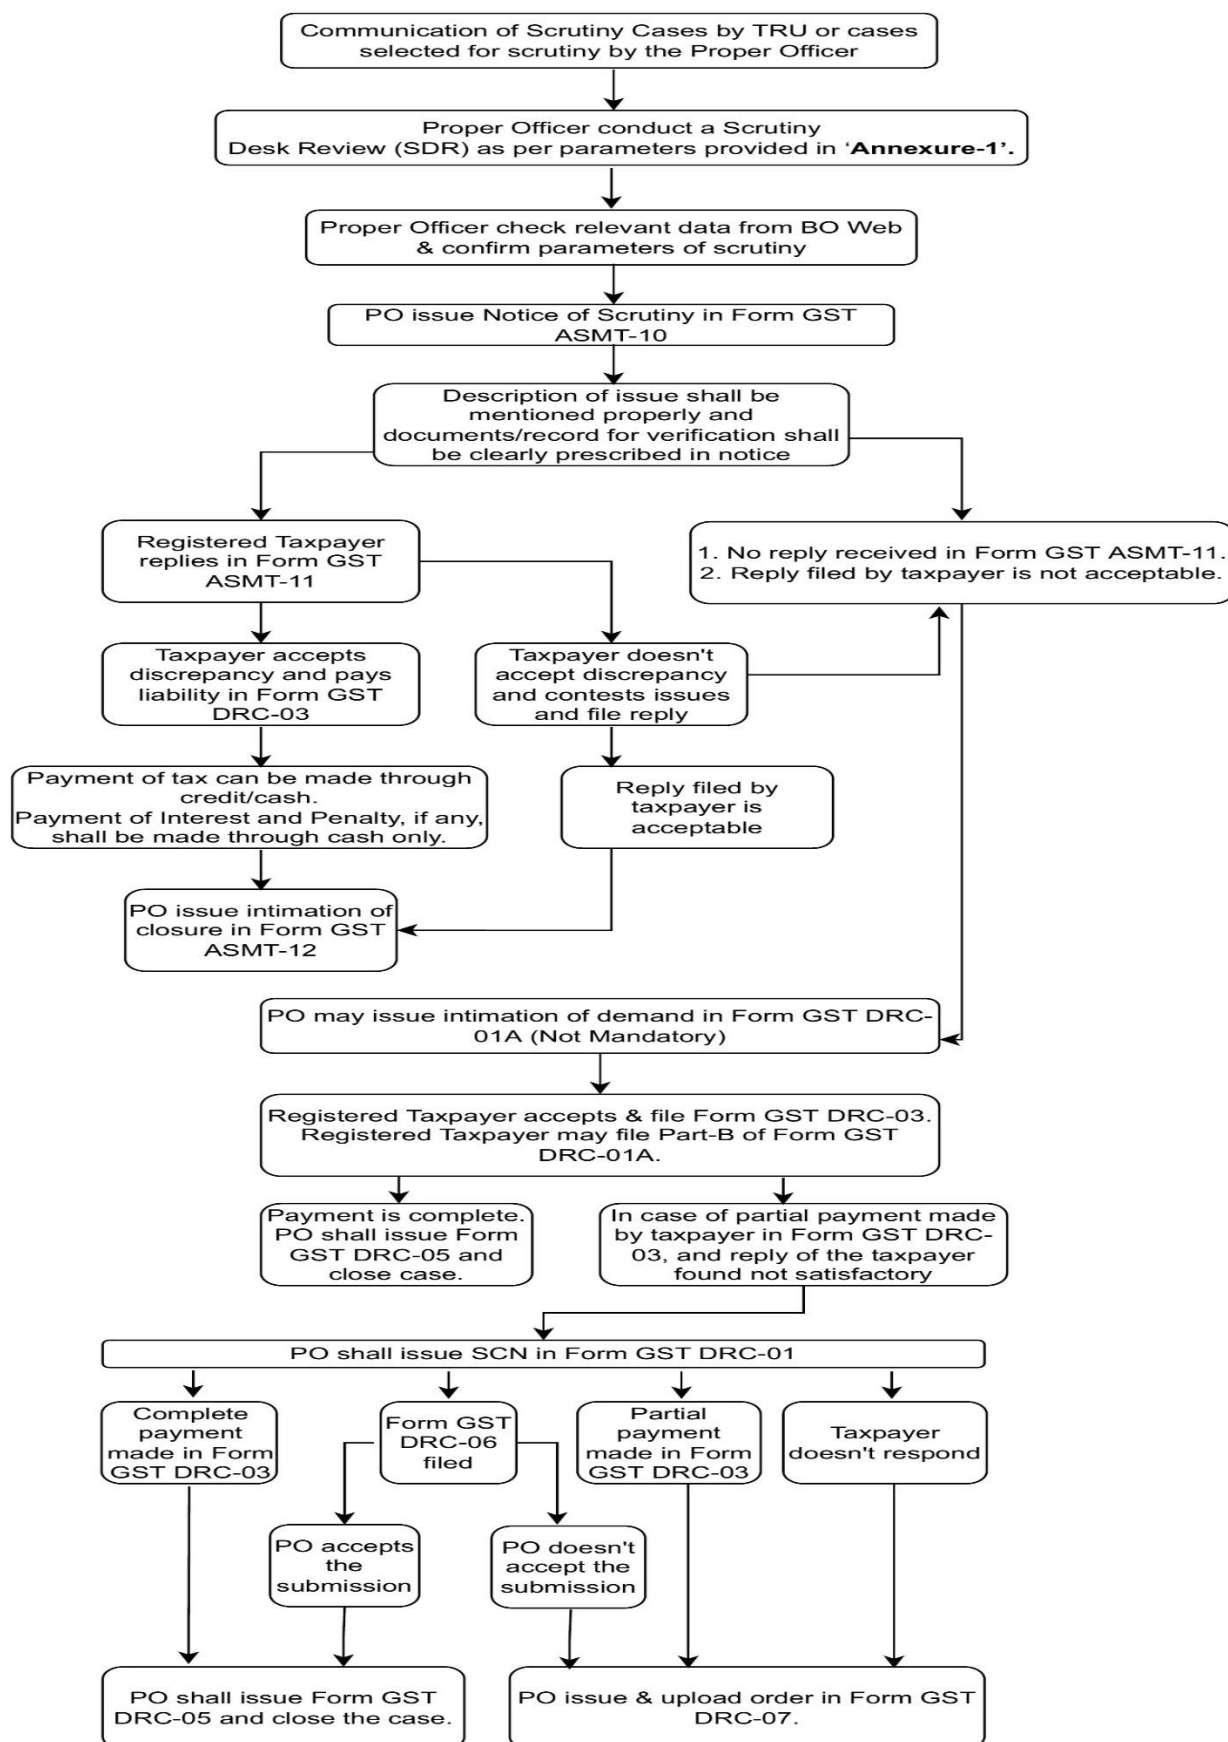 Communication of Scrutiny Cases by TRU or cases
selected for scrutiny by the Proper Officer
Proper Officer conduct a Scrutiny
Desk Review (SDR) as per parameters provided in ‘Annexure-1’.
Proper Officer check relevant data from BO Web
& confirm parameters of scrutiny
PO issue Notice of Scrutiny in Form GST
ASMT-10
Description of issue shall be
mentioned properly and
documents/record for verification shall
be clearly prescribed in notice
Registered Taxpayer
replies in Form GST
ASMT-11
1. No reply received in Form GST ASMT-11.
2. Reply filed by taxpayer is not acceptable.
Taxpayer accepts
discrepancy and pays
liability in Form GST
DRC-03
Taxpayer doesn't
accept discrepancy
and contests issues
and file reply
Payment of tax can be made through
credit/cash.
Payment of Interest and Penalty, if any,
shall be made through cash only.
Reply filed by
taxpayer is
acceptable
PO issue intimation of
closure in Form GST
ASMT-12
PO may issue intimation of demand in Form GST DRC-
01A (Not Mandatory)
Registered Taxpayer accepts & file Form GST DRC-03.
Registered Taxpayer may file Part-B of Form GST
DRC-01A.
Payment is complete.
PO shall issue Form
GST DRC-05 and
close case.
In case of partial payment made
by taxpayer in Form GST DRC-
03, and reply of the taxpayer
found not satisfactory
PO shall issue SCN in Form GST DRC-01
Complete
payment
made in Form
GST DRC-03
Form GST
DRC-06
filed
Partial
payment
made in Form
GST DRC-03
Taxpayer
doesn't respond
PO accepts
the
submission
PO doesn't
accept the
submission
PO shall issue Form GST
DRC-05 and close the case.
PO issue & upload order in Form GST
DRC-07.